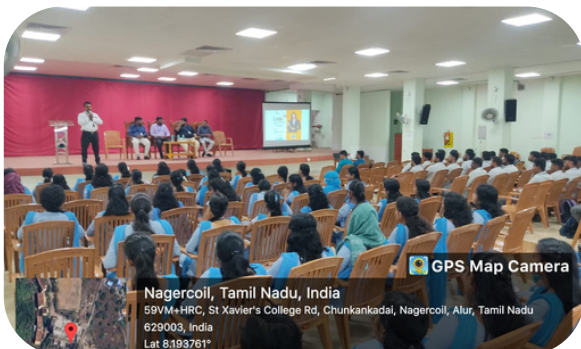 GPS Map Camera
Nagercoil, Tamil Nadu, India
59VM+HRC, St Xavier's College Rd, Chunkankadai, Nagercoil, Alur, Tamil Nadu
629003, India
Lat 8.193761°